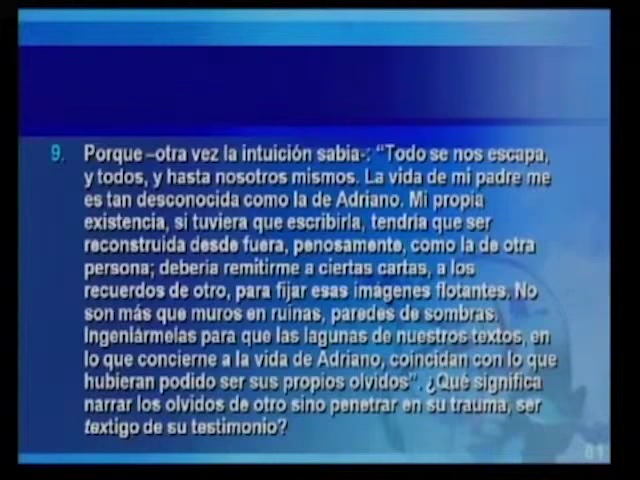 9. Porque –otra vez la intuición sabia-: “Todo se nos escapa,
y todos, y hasta nosotros mismos. La vida de mi padre me
es tan desconocida como la de Adriano. Mi propia
existencia, si tuviera que escribirla, tendría que ser
reconstruida desde fuera, penosamente, como la de otra
persona; debería remitirme a ciertas cartas, a los
recuerdos de otro, para fijar esas imágenes flotantes. No
son más que muros en ruinas, paredes de sombras.
Ingeniármelas para que las lagunas de nuestros textos, en
lo que concierne a la vida de Adriano, coincidan con lo que
hubieran podido ser sus propios olvidos”. ¿Qué significa
narrar los olvidos de otro sino penetrar en su trauma, ser
textigo de su testimonio?